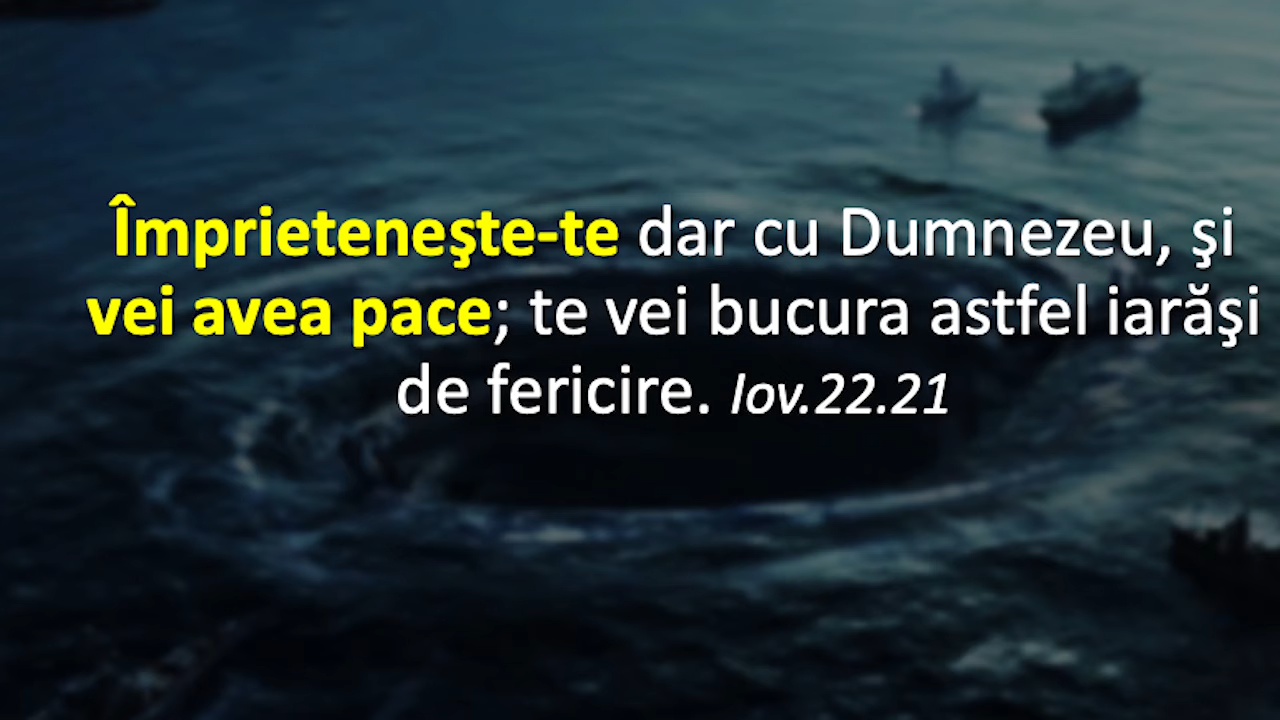 Împrieteneşte-te dar cu Dumnezeu, şi
vei avea pace; te vei bucura astfel iarăşi
de fericire. Iov.22.21